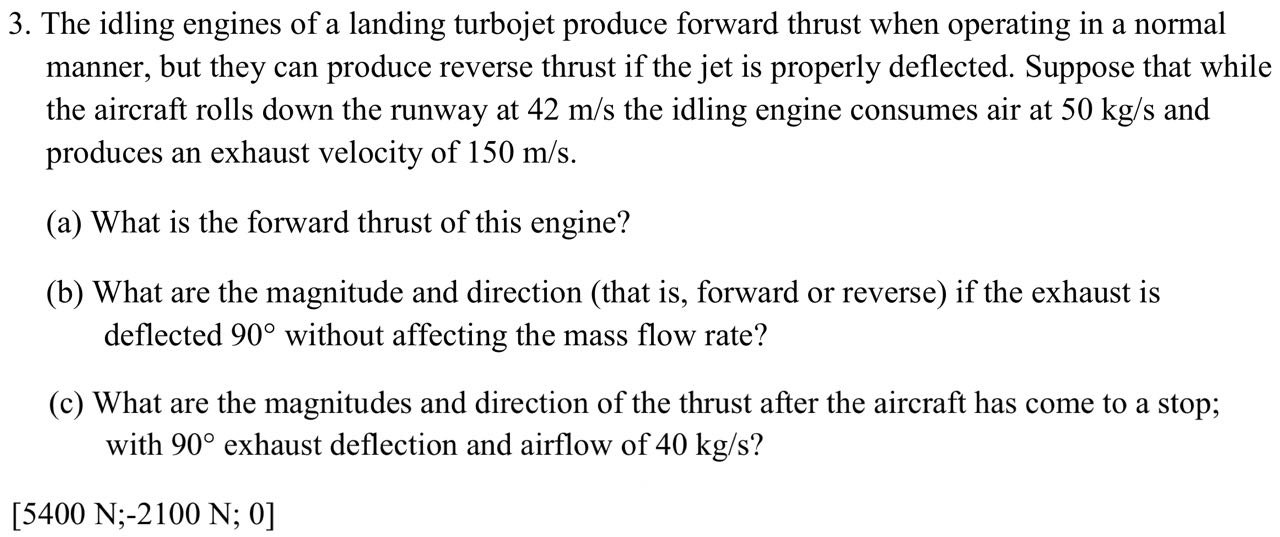 3. The idling engines of a landing turbojet produce forward thrust when operating in a normal
manner, but they can produce reverse thrust if the jet is properly deflected. Suppose that while
the aircraft rolls down the runway at 42 m/s the idling engine consumes air at 50 kg/s and
produces an exhaust velocity of 150 m/s.
(a) What is the forward thrust of this engine?
(b) What are the magnitude and direction (that is, forward or reverse) if the exhaust is
deflected 90° without affecting the mass flow rate?
(c) What are the magnitudes and direction of the thrust after the aircraft has come to a stop;
with 90° exhaust deflection and airflow of 40 kg/s?
[5400 N;-2100 N; 0]